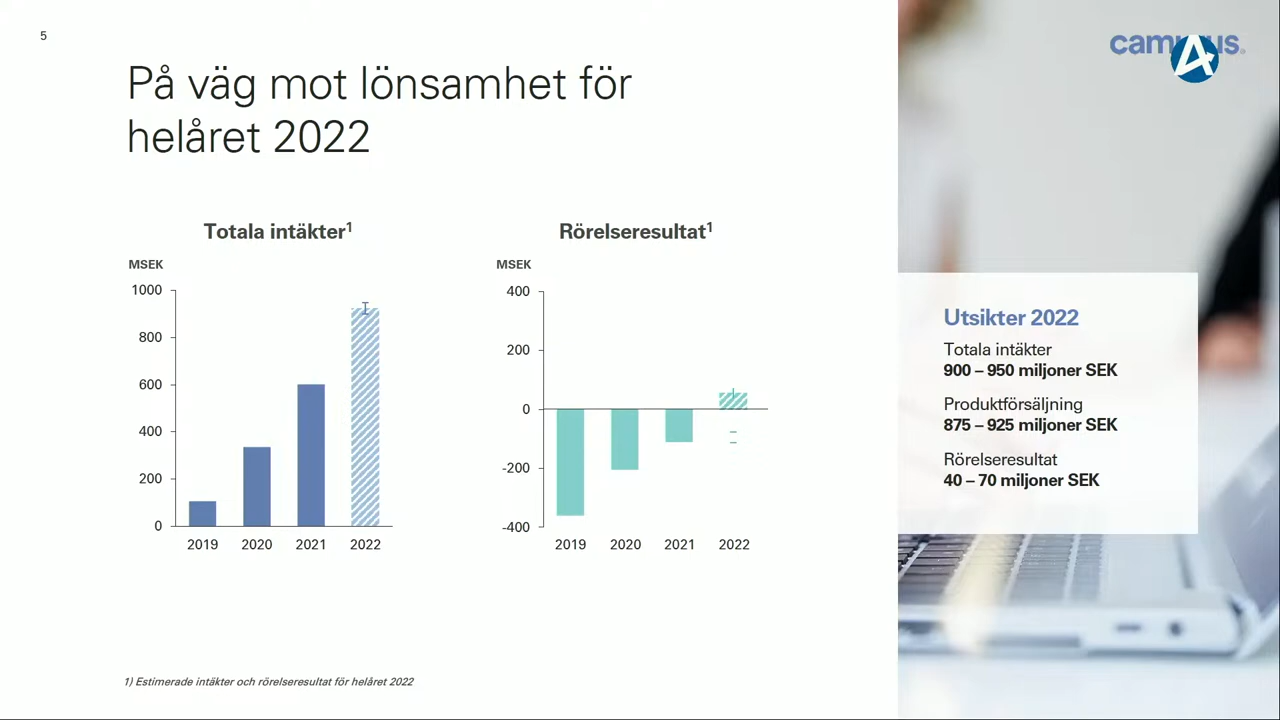 5
På väg mot lönsamhet för
helåret 2022
Totala intäkter1
MSEK
1000
800
600
400
200
0
2019 2020 2021 2022
Rörelseresultat1
MSEK
400
200
0
-200
-400
2019 2020 2021 2022
Utsikter 2022
Totala intäkter
900 – 950 miljoner SEK
Produktförsäljning
875 – 925 miljoner SEK
Rörelseresultat
40 – 70 miljoner SEK
1) Estimerade intäkter och rörelseresultat för helåret 2022